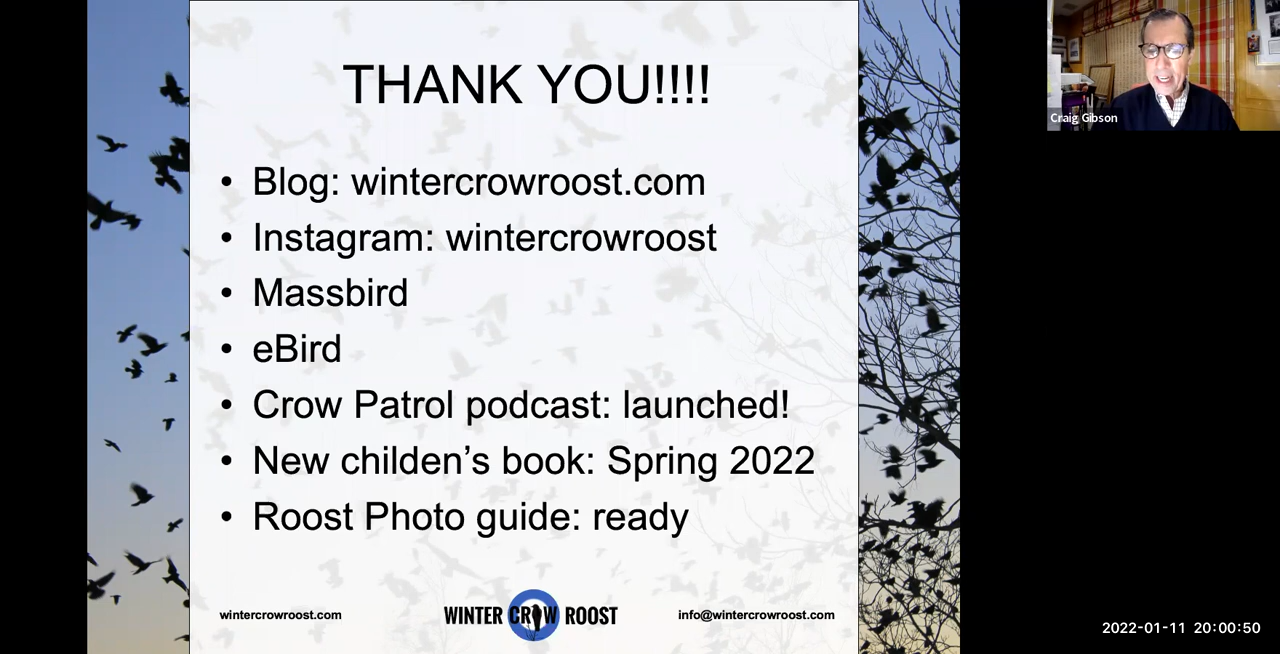 THANK YOU!!!!
• Blog: wintercrowroost.com
• Instagram: wintercrowroost
• Massbird
• eBird
• Crow Patrol podcast: launched!
• New childen’s book: Spring 2022
• Roost Photo guide: ready
wintercrowroost.com
WINTER CROW ROOST
info@wintercrowroost.com
Craig Gibson
2022-01-11 20:00:50